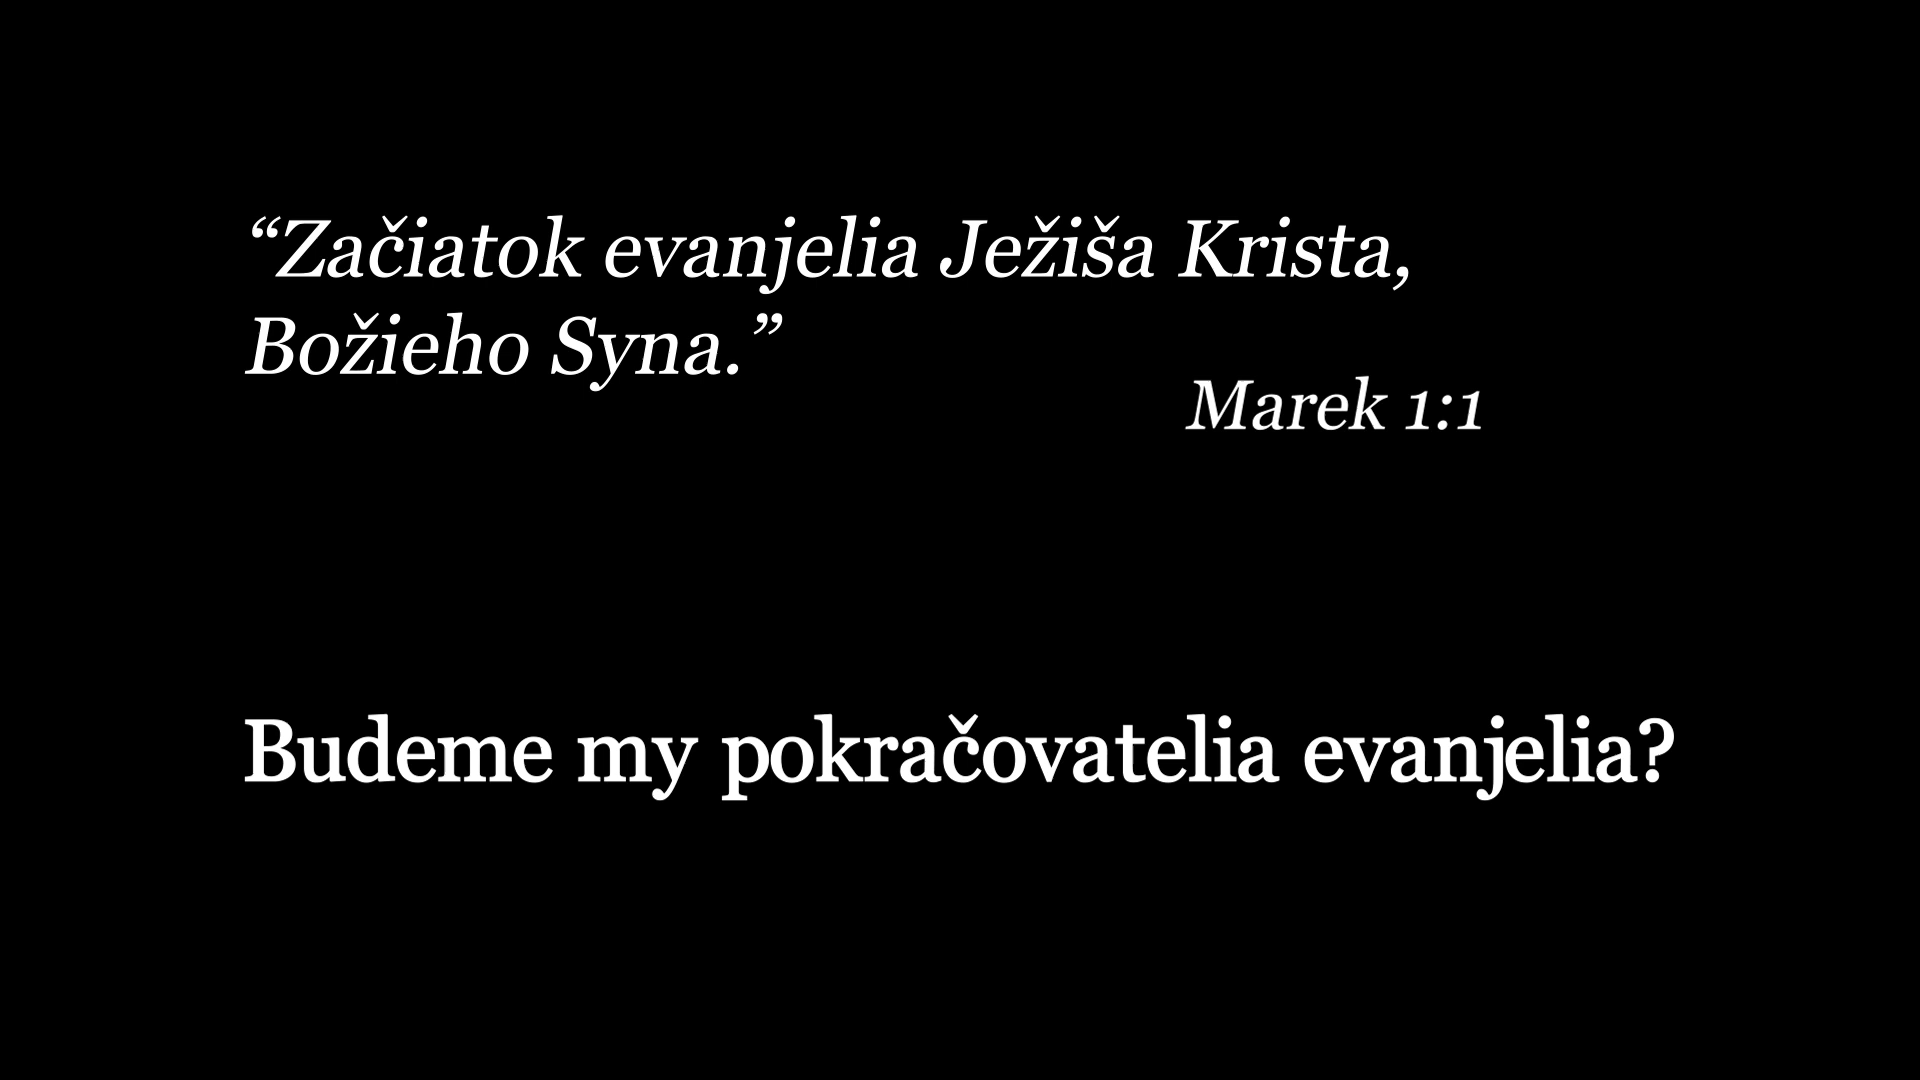 “Začiatok evanjelia Ježiša Krista,
Božieho Syna.”
Marek 1:1
Budeme my pokračovatelia evanjelia?